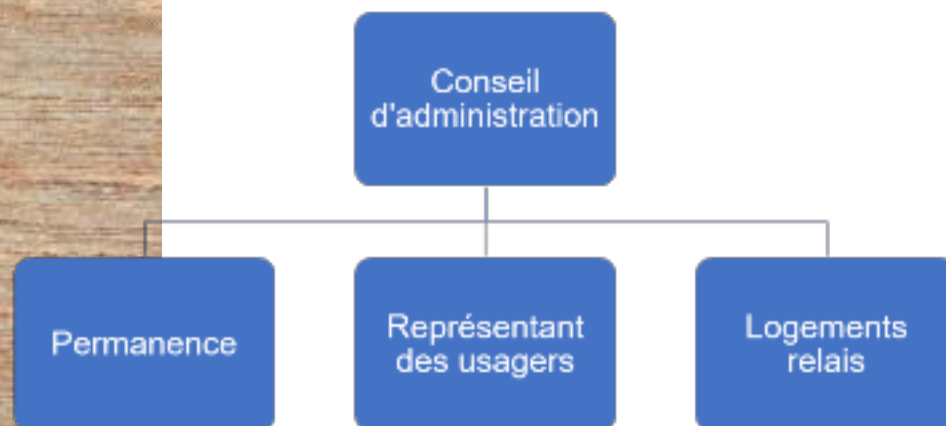 Conseil
d'administration
Permanence
Représentant
des usagers
Logements
relais